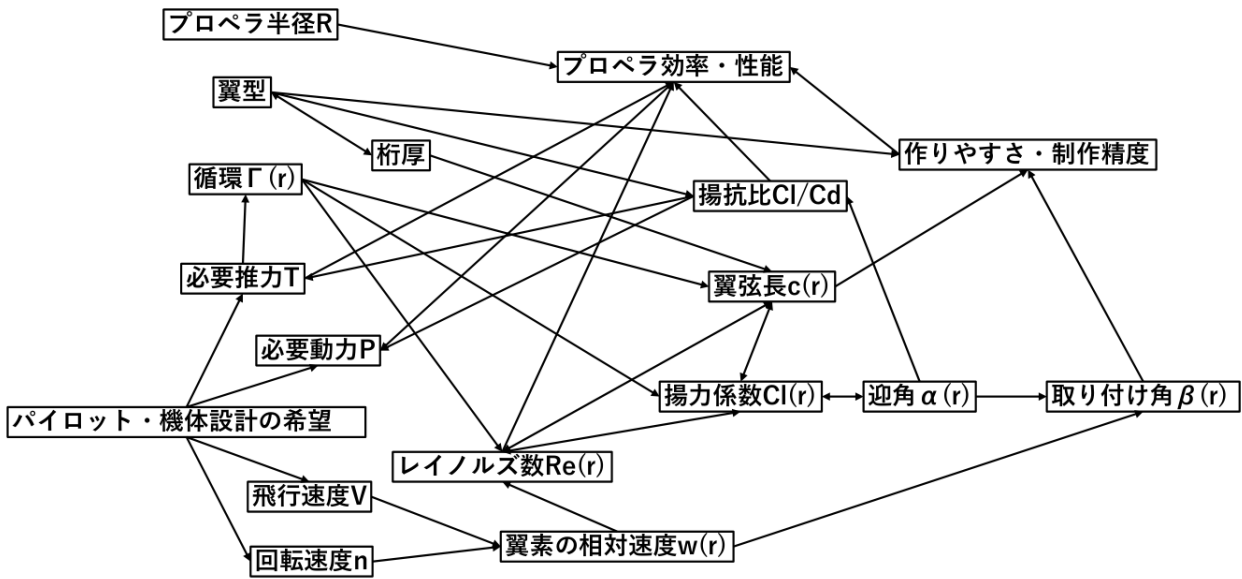 プロペラ半径R
プロペラ効率・性能
翼型
桁厚
作りやすさ・制作精度
循環Γ(r)
揚抗比Cl/Cd
必要推力T
翼弦長c(r)
必要動力P
揚力係数Cl(r)
迎角α(r)
取り付け角β(r)
パイロット・機体設計の希望
レイノルズ数Re(r)
飛行速度V
翼素の相対速度w(r)
回転速度n